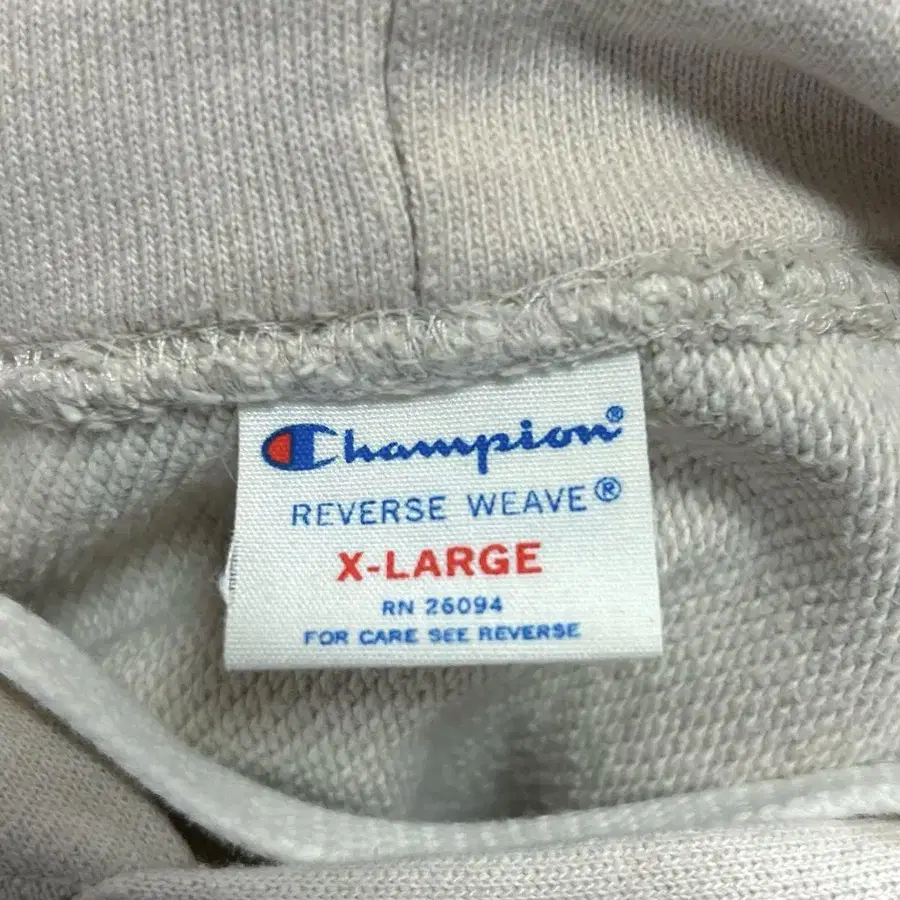 Champion®
REVERSE WEAVE®
X-LARGE
RN 26094
FOR CARE SEE REVERSE